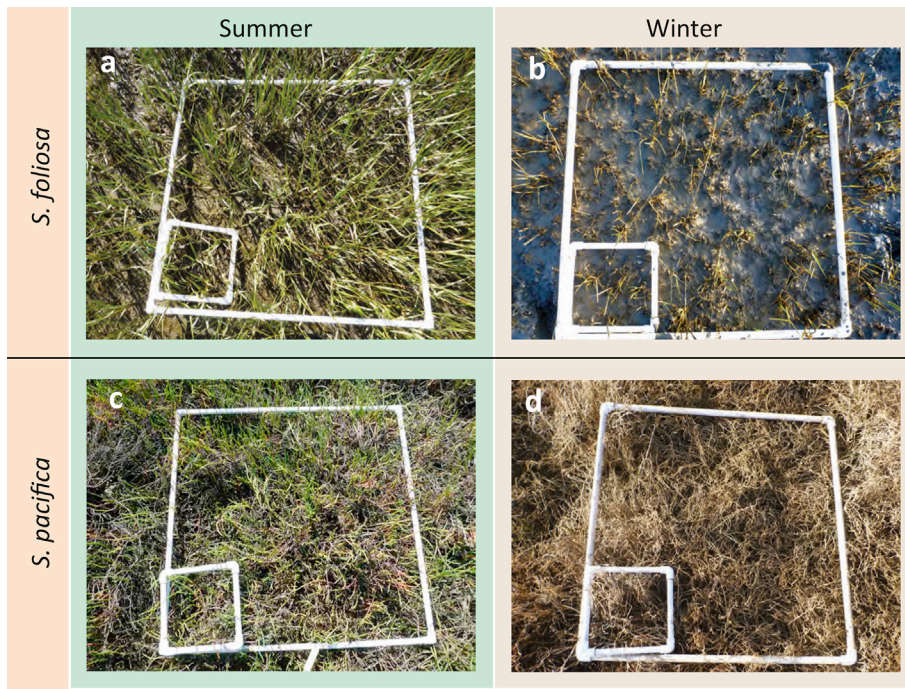 Summer
Winter
S. foliosa
a
b
S. pacifica
c
d